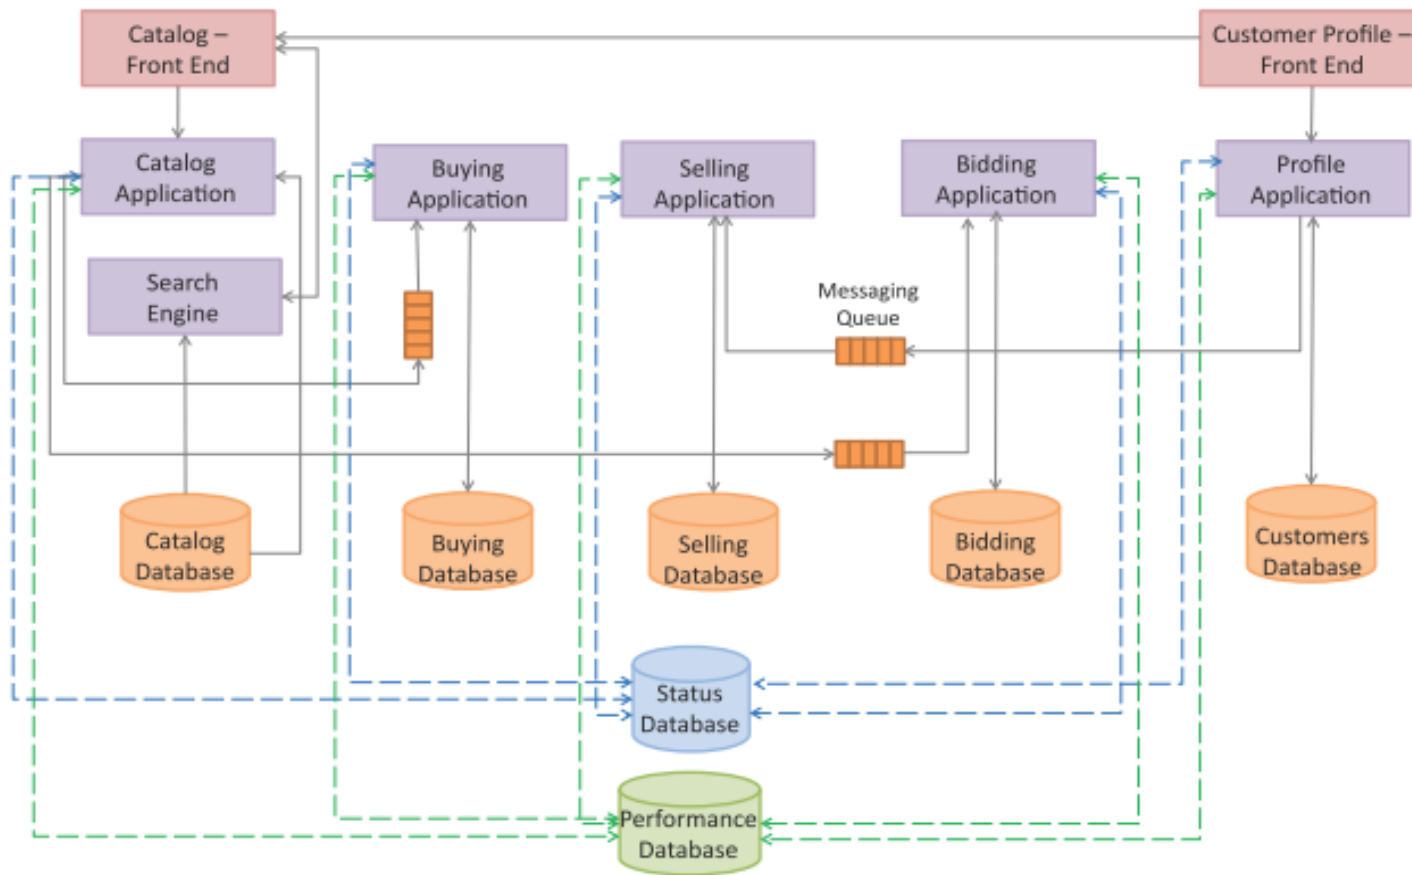 Catalog –
Front End
Customer Profile –
Front End
Catalog
Application
Buying
Application
Selling
Application
Bidding
Application
Profile
Application
Search
Engine
Messaging
Queue
Catalog
Database
Buying
Database
Selling
Database
Bidding
Database
Customers
Database
Status
Database
Performance
Database